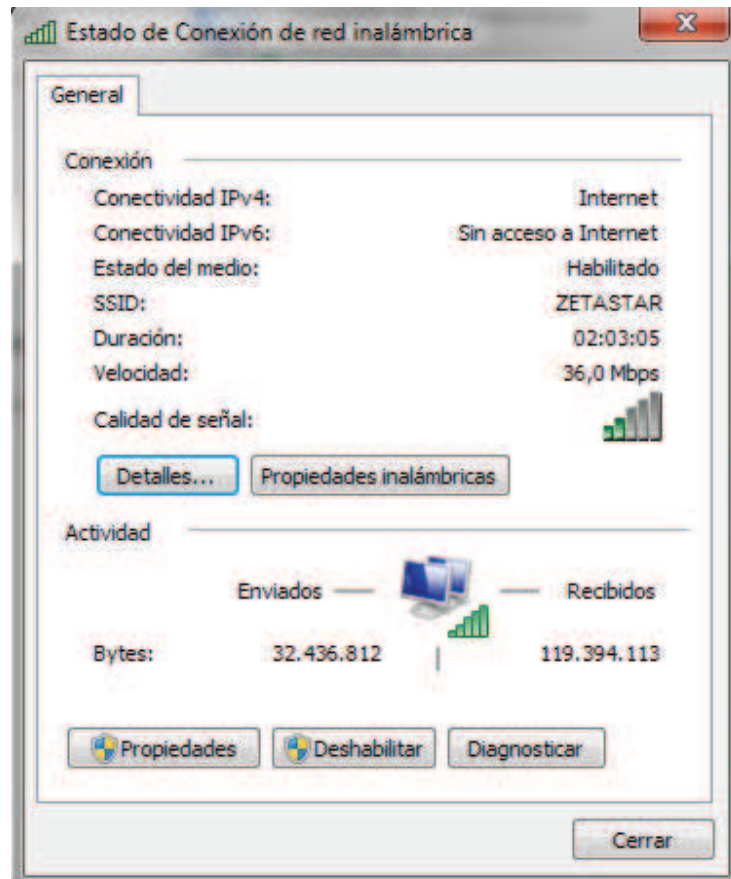 Estado de Conexión de red inalámbrica
General
Conexión
Conectividad IPv4: Internet
Conectividad IPv6: Sin acceso a Internet
Estado del medio: Habilitado
SSID: ZETASTAR
Duración: 02:03:05
Velocidad: 36,0 Mbps
Calidad de señal:
Detalles... Propiedades inalámbricas
Actividad
Enviados Recibidos
Bytes: 32.436.812 119.394.113
Propiedades Deshabilitar Diagnosticar
Cerrar